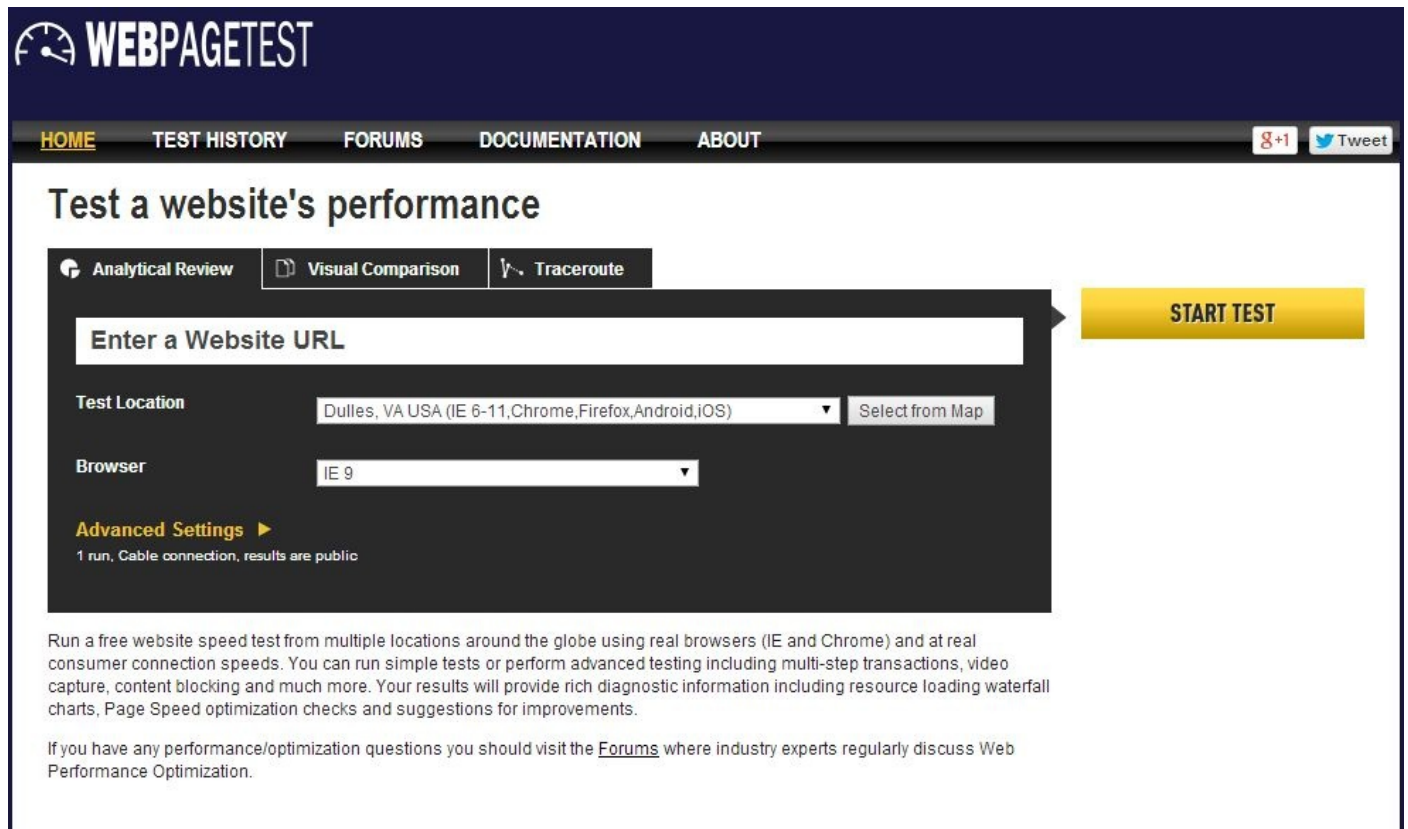 WEBPAGETEST
HOME TEST HISTORY FORUMS DOCUMENTATION ABOUT g+1 Tweet
Test a website's performance
Analytical Review Visual Comparison Traceroute
START TEST
Enter a Website URL
Test Location Dulles, VA USA (IE 6-11,Chrome,Firefox,Android,iOS) Select from Map
Browser IE 9
Advanced Settings
1 run, Cable connection, results are public
Run a free website speed test from multiple locations around the globe using real browsers (IE and Chrome) and at real
consumer connection speeds. You can run simple tests or perform advanced testing including multi-step transactions, video
capture, content blocking and much more. Your results will provide rich diagnostic information including resource loading waterfall
charts, Page Speed optimization checks and suggestions for improvements.
If you have any performance/optimization questions you should visit the Forums where industry experts regularly discuss Web
Performance Optimization.